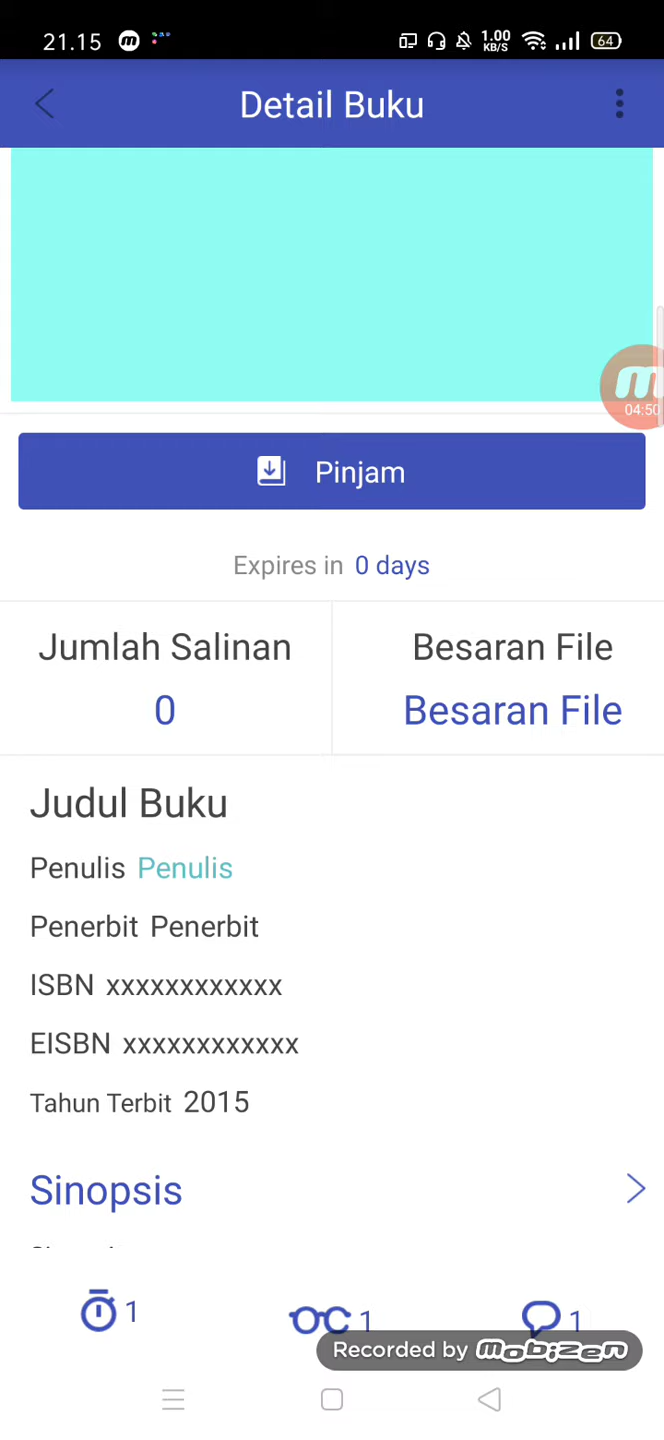 21.15 m 1.00 KB/S 64
Detail Buku
m
04:50
Pinjam
Expires in 0 days
Jumlah Salinan Besaran File
0 Besaran File
Judul Buku
Penulis Penulis
Penerbit Penerbit
ISBN xxxxxxxxxxxx
EISBN xxxxxxxxxxxx
Tahun Terbit 2015
Sinopsis
1 1 1
Recorded by mobizen